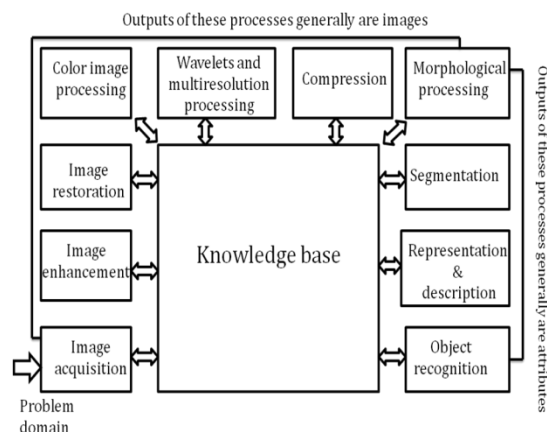 Outputs of these processes generally are images
Color image
processing
Wavelets and
multiresolution
processing
Compression
Morphological
processing
Image
restoration
Segmentation
Image
enhancement
Knowledge base
Representation
&
description
Image
acquisition
Object
recognition
Problem
domain
Outputs of these processes generally are attributes